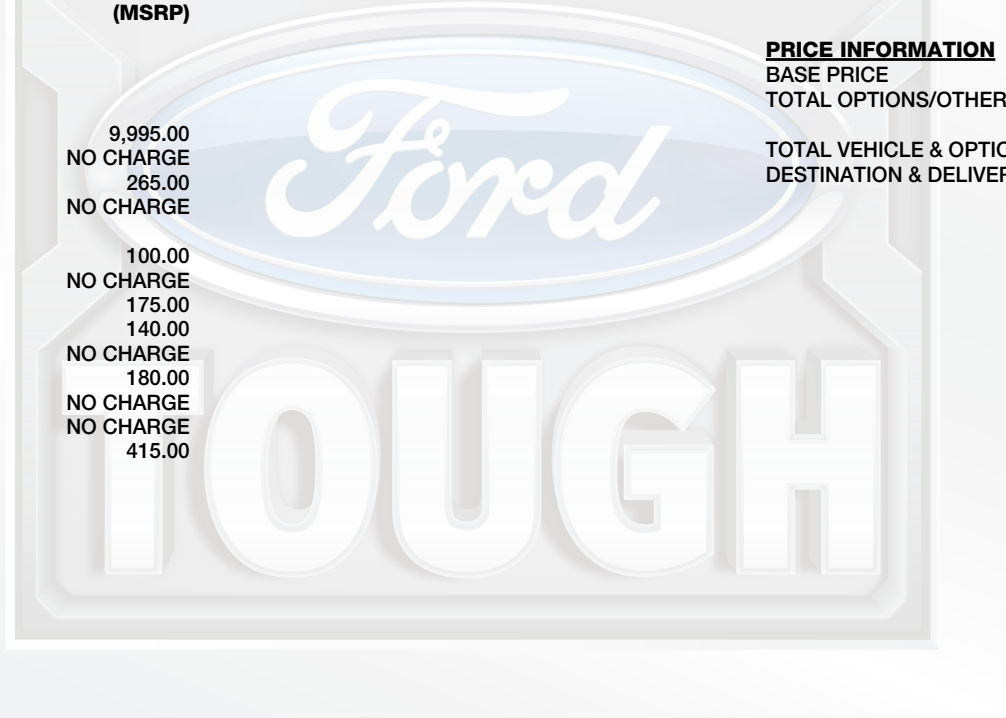 (MSRP)
9,995.00
NO CHARGE
265.00
NO CHARGE
100.00
NO CHARGE
175.00
140.00
NO CHARGE
180.00
NO CHARGE
NO CHARGE
415.00
PRICE INFORMATION
BASE PRICE
TOTAL OPTIONS/OTHER
TOTAL VEHICLE & OPTIO
DESTINATION & DELIVER
Ford
TOUGH